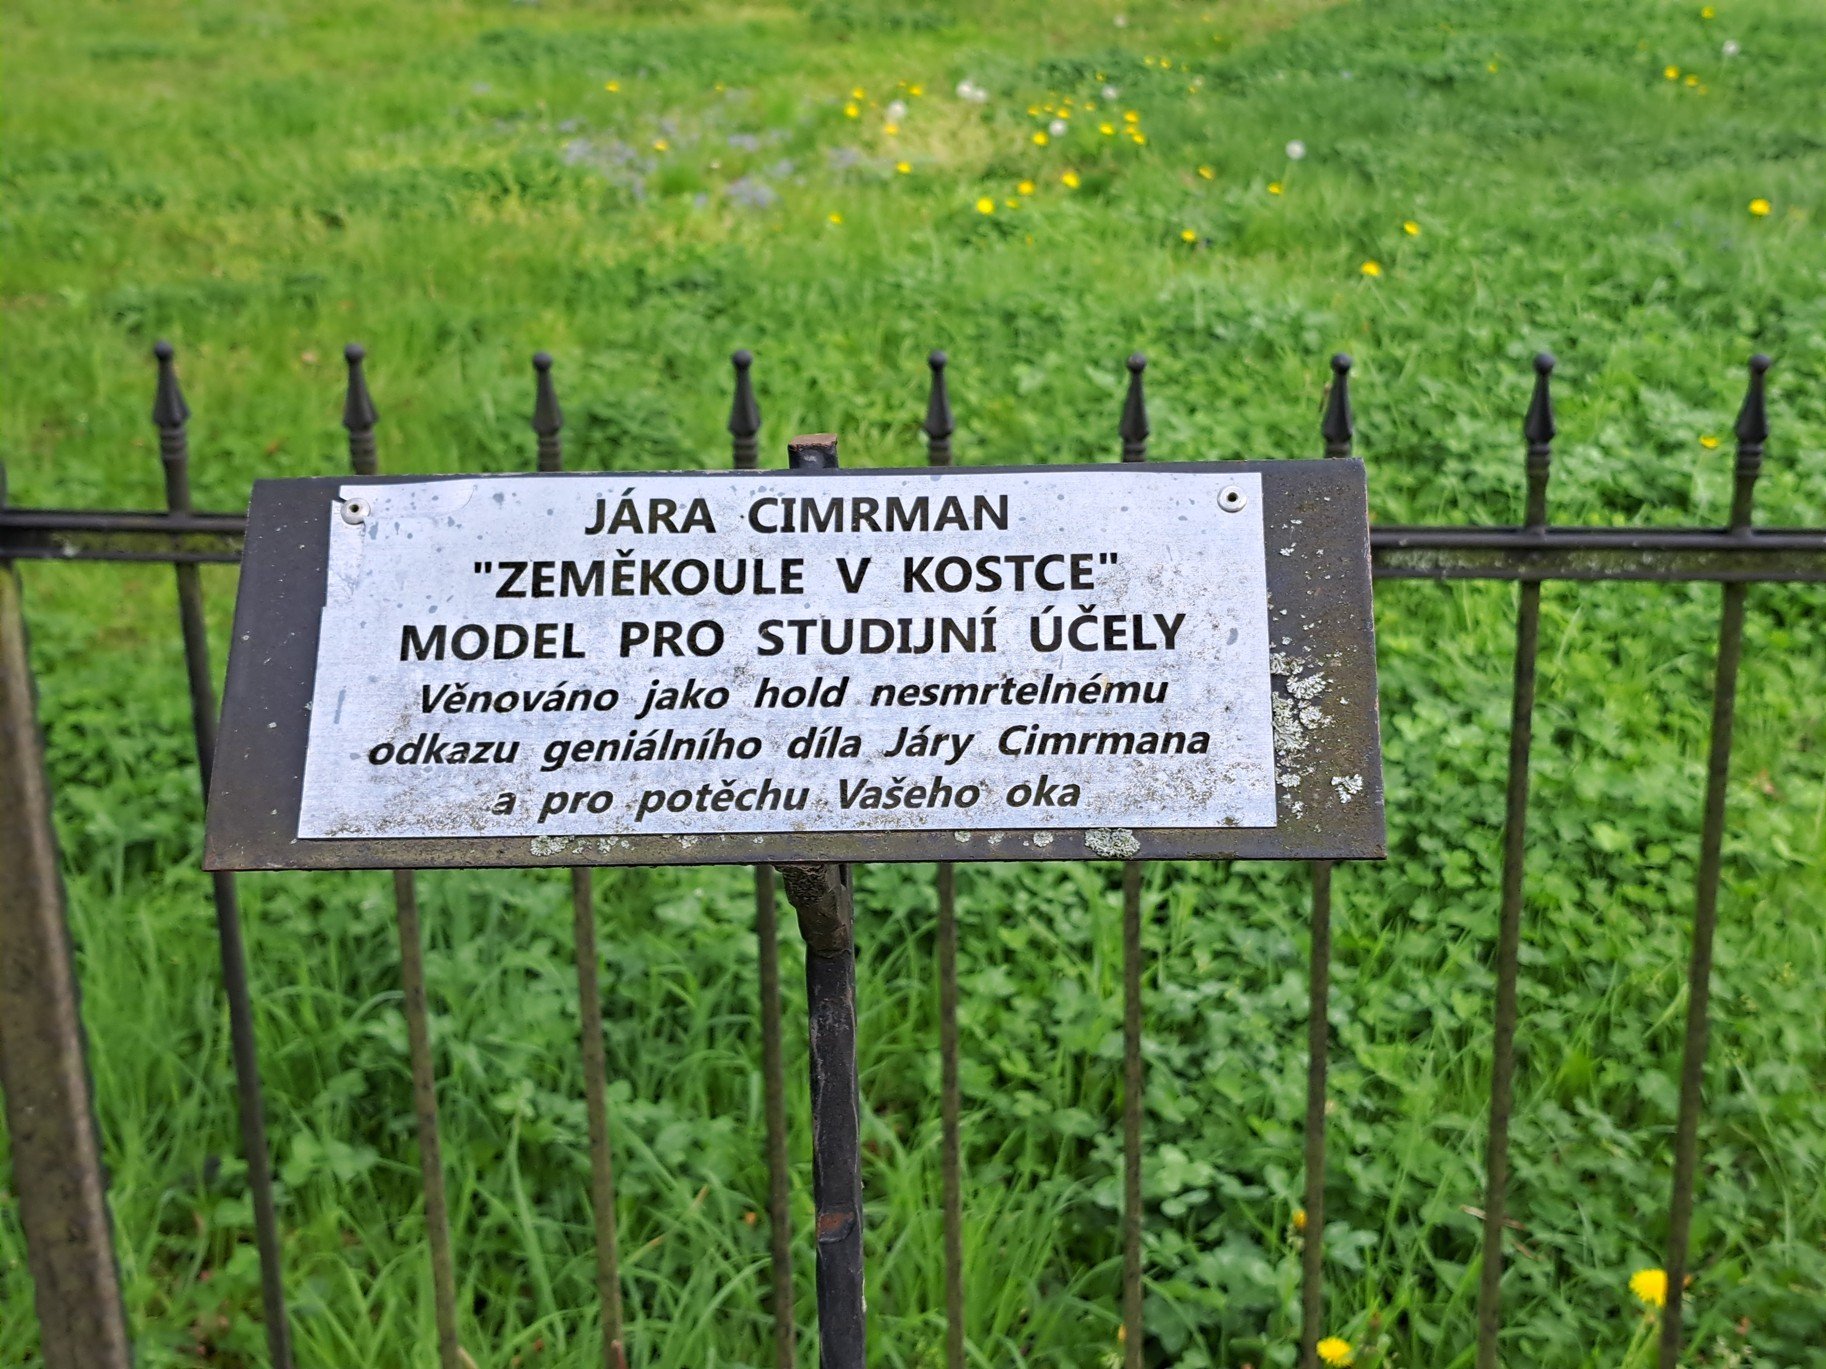 JÁRA CIMRMAN
"ZEMĚKOULE V KOSTCE"
MODEL PRO STUDIJNÍ ÚČELY
Věnováno jako hold nesmrtelnému
odkazu geniálního díla Járy Cimrmana
a pro potěchu Vašeho oka